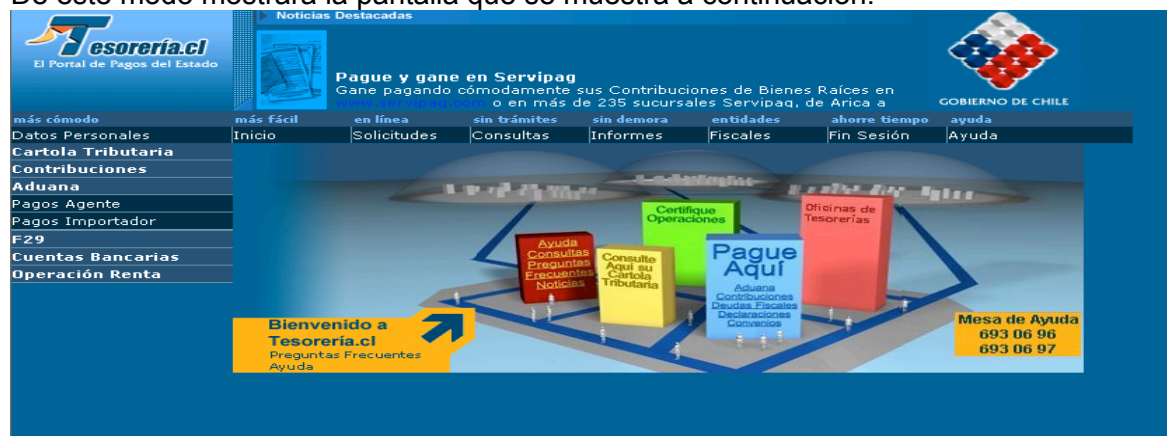 De este modo mostrará la pantalla que se muestra a continuación.
Noticias Destacadas
Tesorería.cl
El Portal de Pagos del Estado
Pague y gane en Servipag
Gane pagando cómodamente sus Contribuciones de Bienes Raíces en
www.servipag.com o en más de 235 sucursales Servipag, de Arica a
GOBIERNO DE CHILE
más cómodo más fácil en línea sin trámites sin demora entidades ahorre tiempo ayuda
Datos Personales Inicio Solicitudes Consultas Informes Fiscales Fin Sesión Ayuda
Cartola Tributaria
Contribuciones
Aduana
Pagos Agente
Pagos Importador
F29
Cuentas Bancarias
Operación Renta
Certifique
Operaciones
Oficinas de
Tesorerías
Ayuda
Consultas
Preguntas
Frecuentes
Noticias
Consulte
Aquí su
Cartola
Tributaria
Pague
Aquí
Aduana
Contribuciones
Deudas Fiscales
Declaraciones
Convenios
Bienvenido a
Tesorería.cl
Preguntas Frecuentes
Ayuda
Mesa de Ayuda
693 06 96
693 06 97